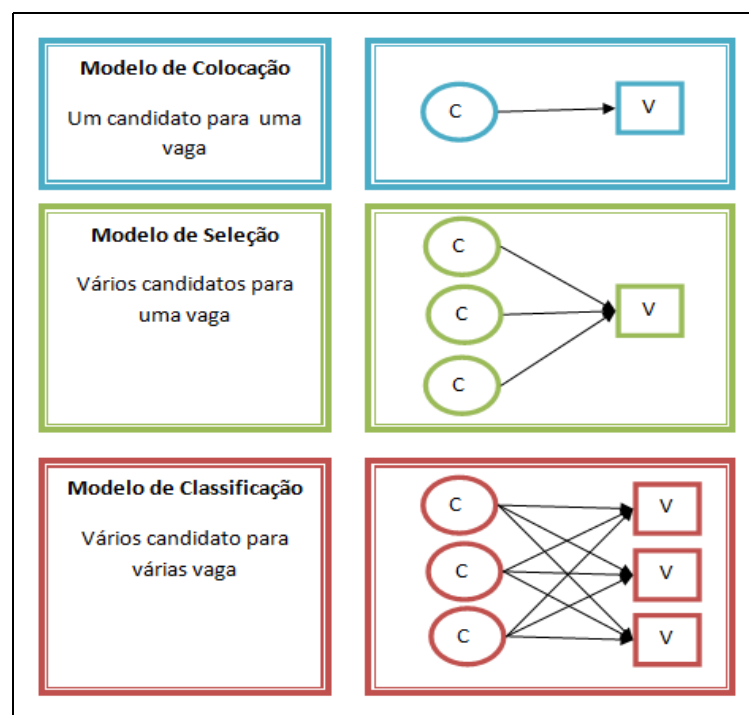 Modelo de Colocação
Um candidato para uma
vaga
C
V
Modelo de Seleção
Vários candidatos para
uma vaga
C
C
C
V
Modelo de Classificação
Vários candidato para
várias vaga
C
V
C
V
C
V